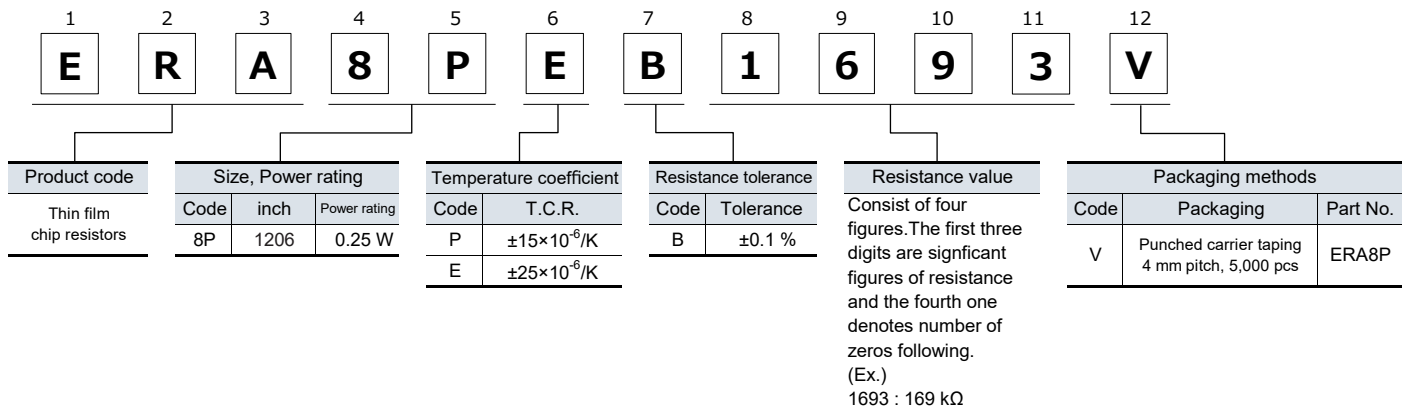 1 2 3 4 5 6 7 8 9 10 11 12
E R A 8 P E B 1 6 9 3 V
Product code
Thin film
chip resistors
Size, Power rating
Code inch Power rating
8P 1206 0.25 W
Temperature coefficient
Code T.C.R.
P ±15×10⁻⁶/K
E ±25×10⁻⁶/K
Resistance tolerance
Code Tolerance
B ±0.1 %
Resistance value
Consist of four
figures.The first three
digits are signficant
figures of resistance
and the fourth one
denotes number of
zeros following.
(Ex.)
1693 : 169 kΩ
Packaging methods
Code Packaging Part No.
V Punched carrier taping
4 mm pitch, 5,000 pcs ERA8P